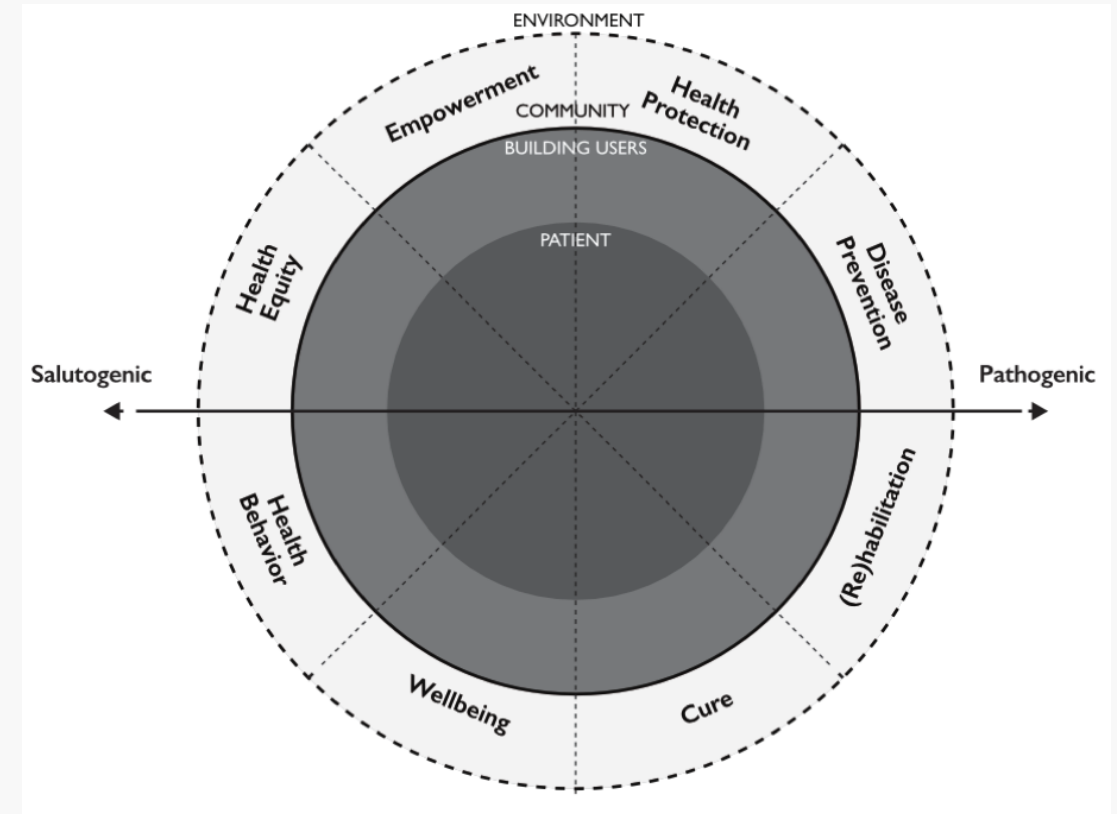 ENVIRONMENT
Empowerment
Health
Protection
COMMUNITY
BUILDING USERS
PATIENT
Health
Equity
Disease
Prevention
Salutogenic
Pathogenic
Health
Behavior
(Re)habilitation
Wellbeing
Cure